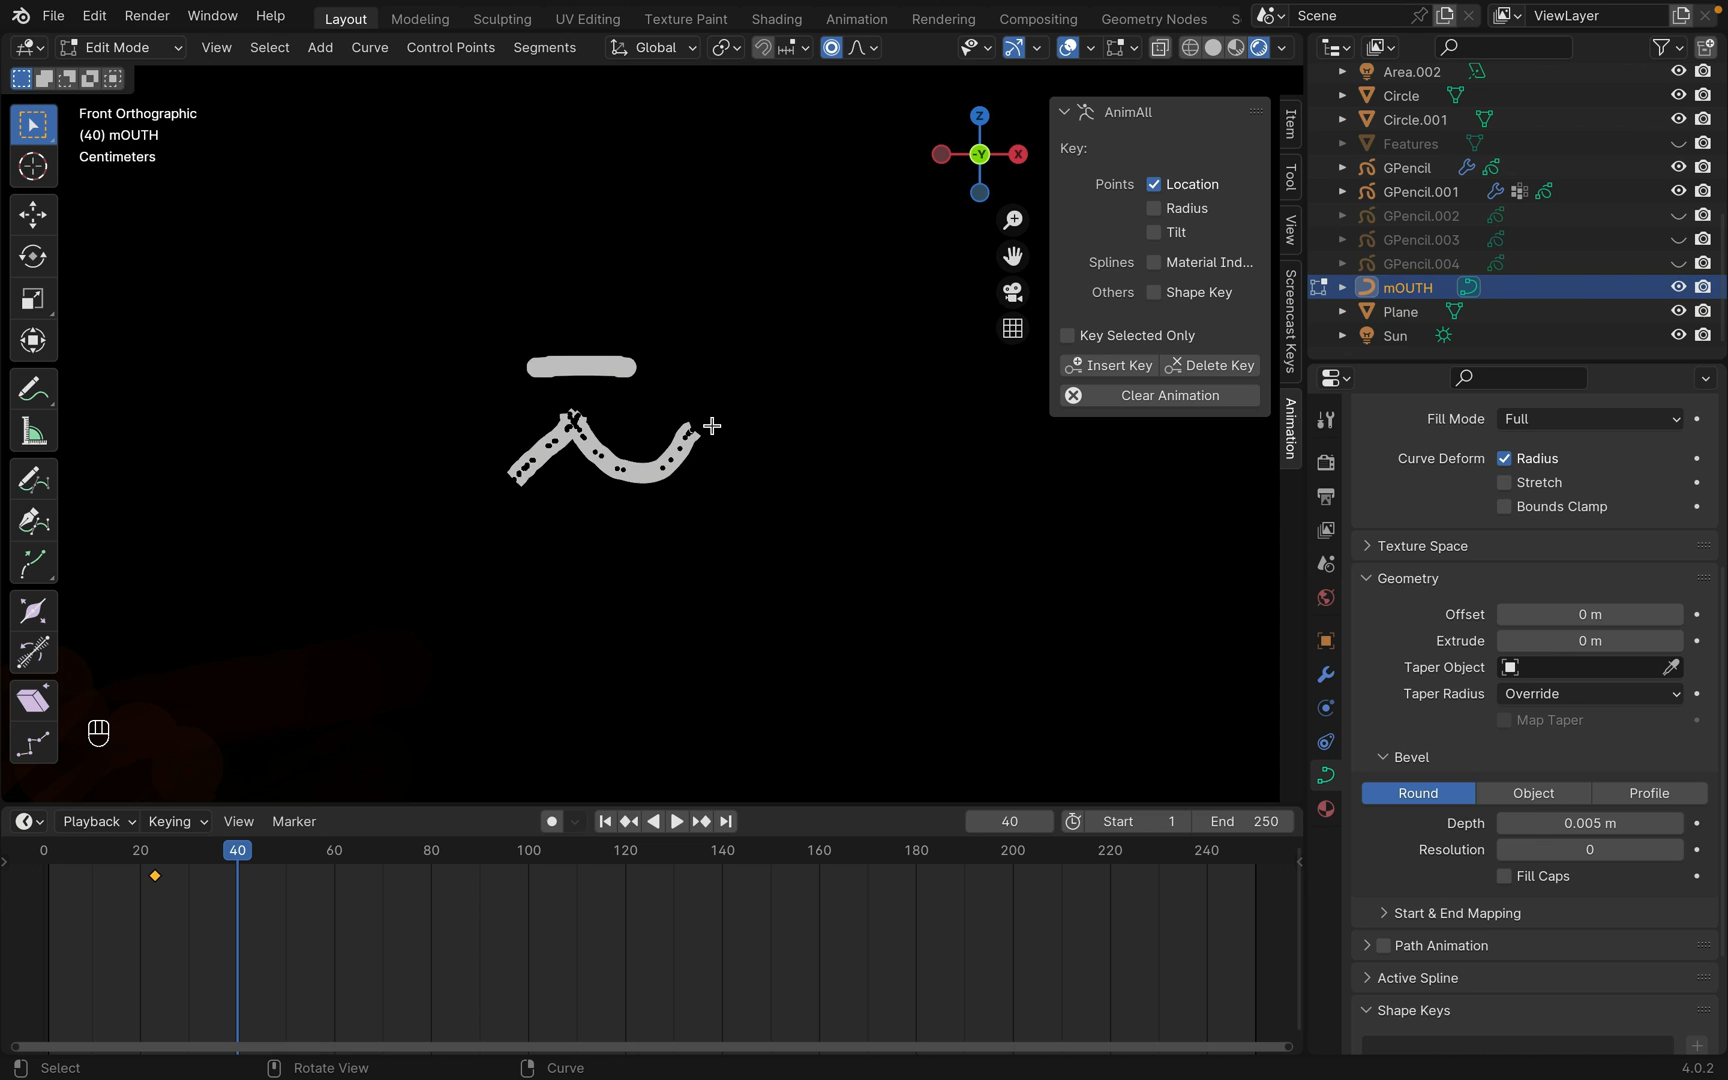 File Edit Render Window Help Layout Modeling Sculpting UV Editing Texture Paint Shading Animation Rendering Compositing Geometry Nodes Scene ViewLayer
Edit Mode View Select Add Curve Control Points Segments Global
Front Orthographic
(40) mOUTH
Centimeters
Z
-Y
X
AnimAll
Key:
Points Location
Radius
Tilt
Splines Material Ind...
Others Shape Key
Key Selected Only
Insert Key Delete Key
Clear Animation
Item
Tool
View
Screencast Keys
Animation
Area.002
Circle
Circle.001
Features
GPencil
GPencil.001
GPencil.002
GPencil.003
GPencil.004
mOUTH
Plane
Sun
Fill Mode Full
Curve Deform Radius
Stretch
Bounds Clamp
Texture Space
Geometry
Offset 0 m
Extrude 0 m
Taper Object
Taper Radius Override
Map Taper
Bevel
Round Object Profile
Depth 0.005 m
Resolution 0
Fill Caps
Start & End Mapping
Path Animation
Active Spline
Shape Keys
Playback Keying View Marker 40 Start 1 End 250
0 20 40 60 80 100 120 140 160 180 200 220 240
Select Rotate View Curve 4.0.2